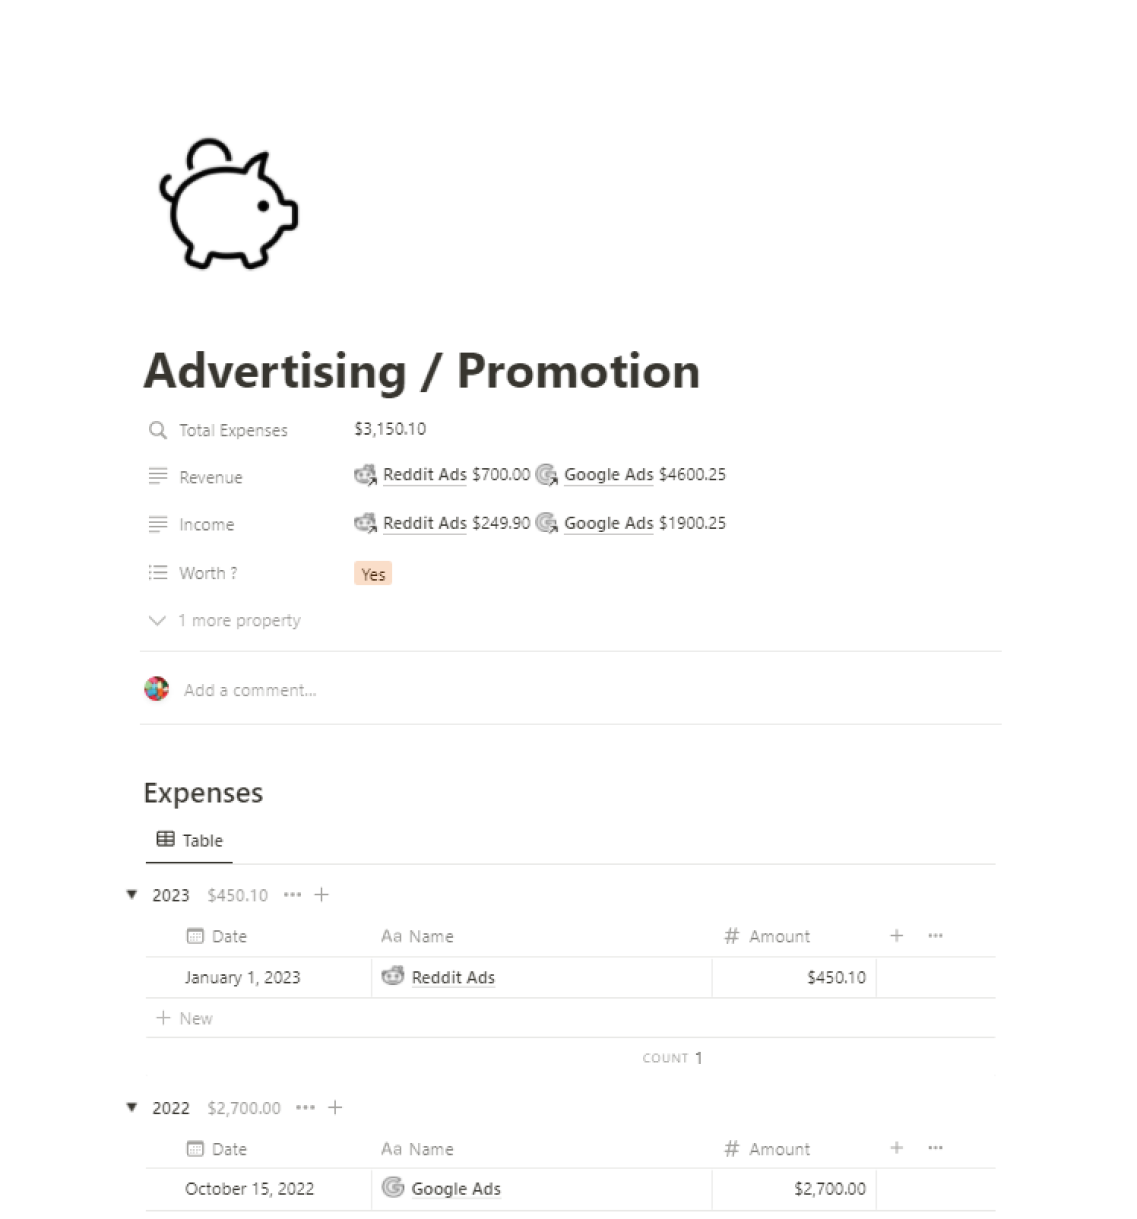 Advertising / Promotion
Total Expenses $3,150.10
Revenue Reddit Ads $700.00 Google Ads $4600.25
Income Reddit Ads $249.90 Google Ads $1900.25
Worth ? Yes
1 more property
Add a comment...
Expenses
Table
2023 $450.10 ••• +
Date Aa Name # Amount + •••
January 1, 2023 Reddit Ads $450.10
+ New
COUNT 1
2022 $2,700.00 ••• +
Date Aa Name # Amount + •••
October 15, 2022 Google Ads $2,700.00